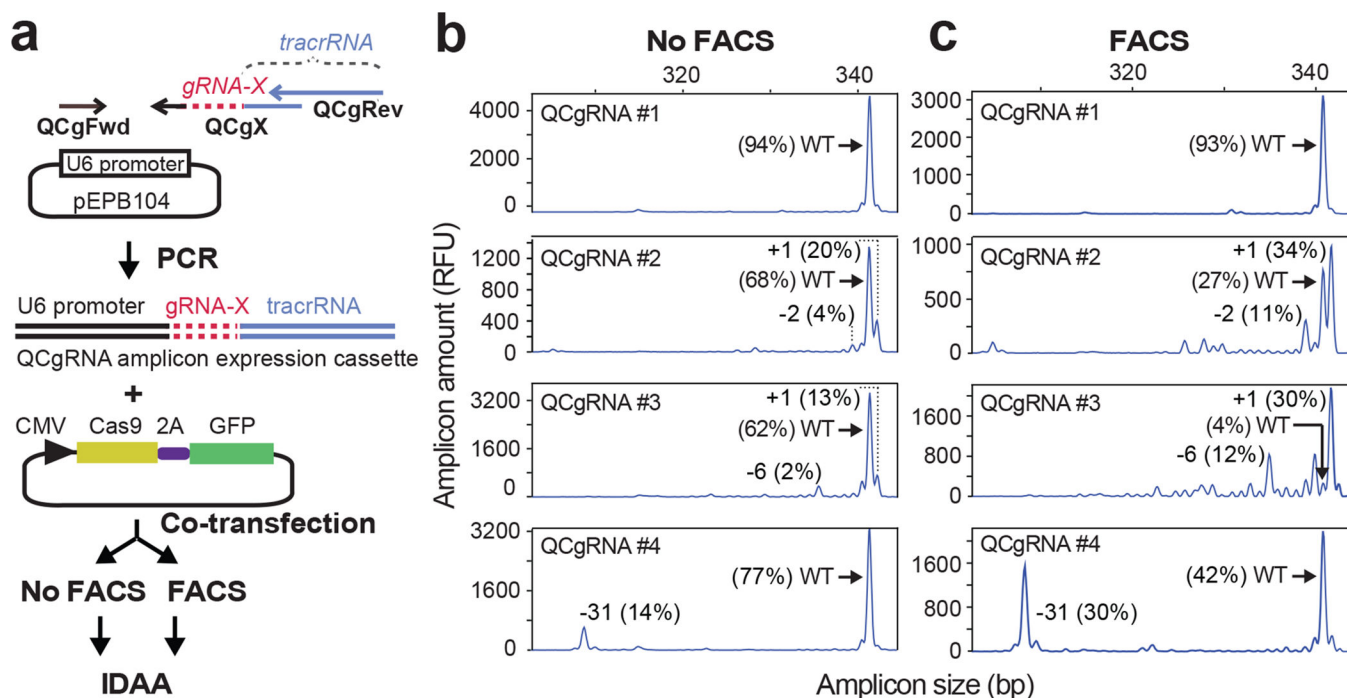 a
tracrRNA
gRNA-X
QCgFwd
QCgX
QCgRev
U6 promoter
pEPB104
PCR
U6 promoter gRNA-X tracrRNA
QCgRNA amplicon expression cassette
+
CMV Cas9 2A GFP
Co-transfection
No FACS FACS
IDAA
b
No FACS
320 340
Amplicon amount (RFU)
4000
2000
0
QCgRNA #1
(94%) WT
1200
800
400
0
QCgRNA #2
+1 (20%)
(68%) WT
-2 (4%)
3200
1600
0
QCgRNA #3
+1 (13%)
(62%) WT
-6 (2%)
3200
1600
0
QCgRNA #4
(77%) WT
-31 (14%)
c
FACS
320 340
3000
2000
1000
0
QCgRNA #1
(93%) WT
1000
500
0
QCgRNA #2
+1 (34%)
(27%) WT
-2 (11%)
1600
800
0
QCgRNA #3
+1 (30%)
(4%) WT
-6 (12%)
1600
800
0
QCgRNA #4
(42%) WT
-31 (30%)
Amplicon size (bp)